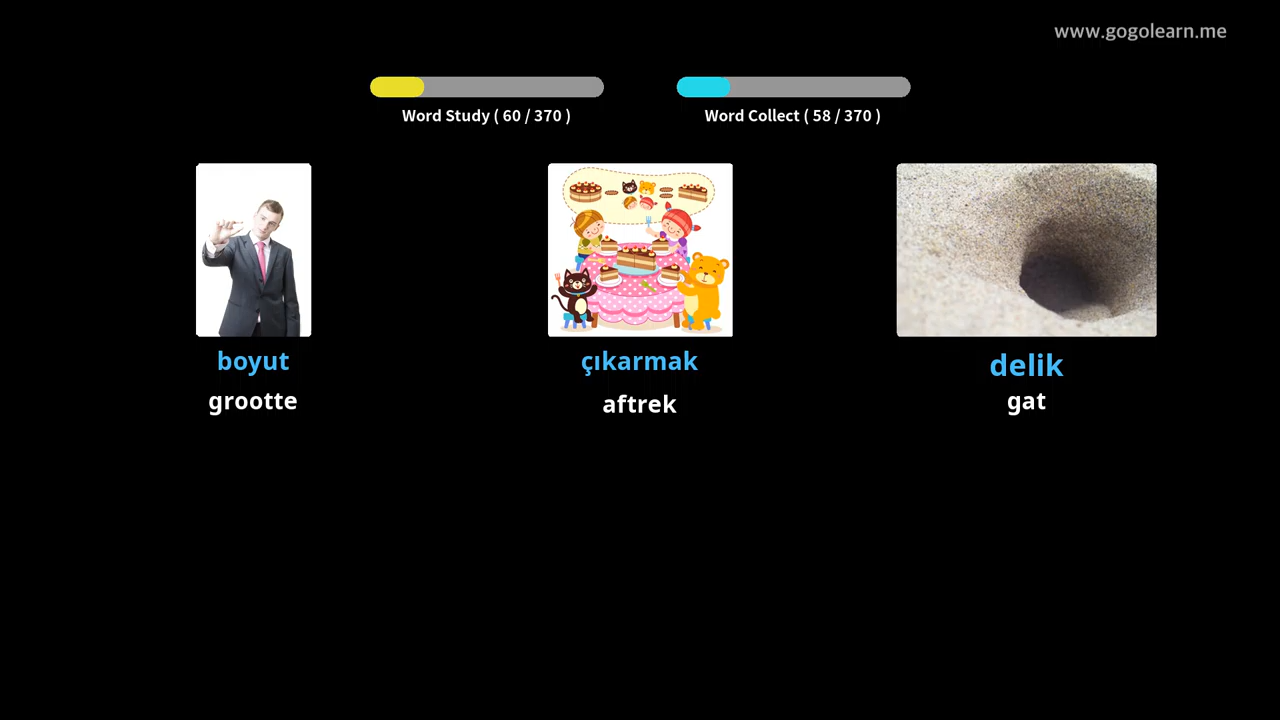 www.gogolearn.me
Word Study ( 60 / 370 )
Word Collect ( 58 / 370 )
boyut
grootte
çıkarmak
aftrek
delik
gat